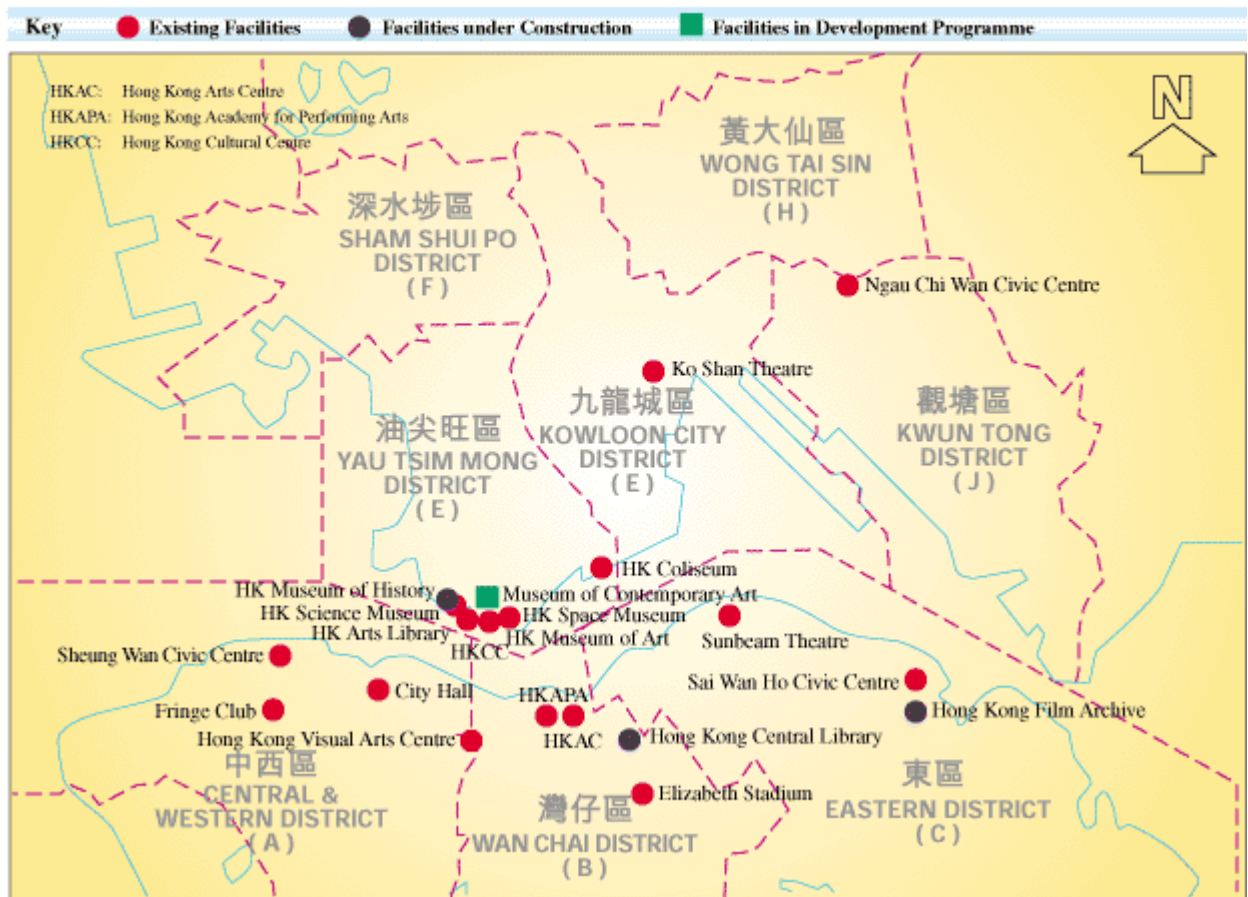 Key
Existing Facilities
Facilities under Construction
Facilities in Development Programme
HKAC: Hong Kong Arts Centre
HKAPA: Hong Kong Academy for Performing Arts
HKCC: Hong Kong Cultural Centre
N
黃大仙區
WONG TAI SIN
DISTRICT
( H )
深水埗區
SHAM SHUI PO
DISTRICT
( F )
Ngau Chi Wan Civic Centre
Ko Shan Theatre
九龍城區
KOWLOON CITY
DISTRICT
( E )
觀塘區
KWUN TONG
DISTRICT
( J )
油尖旺區
YAU TSIM MONG
DISTRICT
( E )
HK Coliseum
HK Museum of History
Museum of Contemporary Art
HK Science Museum
HK Space Museum
HK Arts Library
HK Museum of Art
HKCC
Sunbeam Theatre
Sheung Wan Civic Centre
City Hall
Sai Wan Ho Civic Centre
Fringe Club
HKAPA
Hong Kong Film Archive
Hong Kong Visual Arts Centre
HKAC
Hong Kong Central Library
中西區
CENTRAL &
WESTERN DISTRICT
( A )
Elizabeth Stadium
灣仔區
WAN CHAI DISTRICT
( B )
東區
EASTERN DISTRICT
( C )